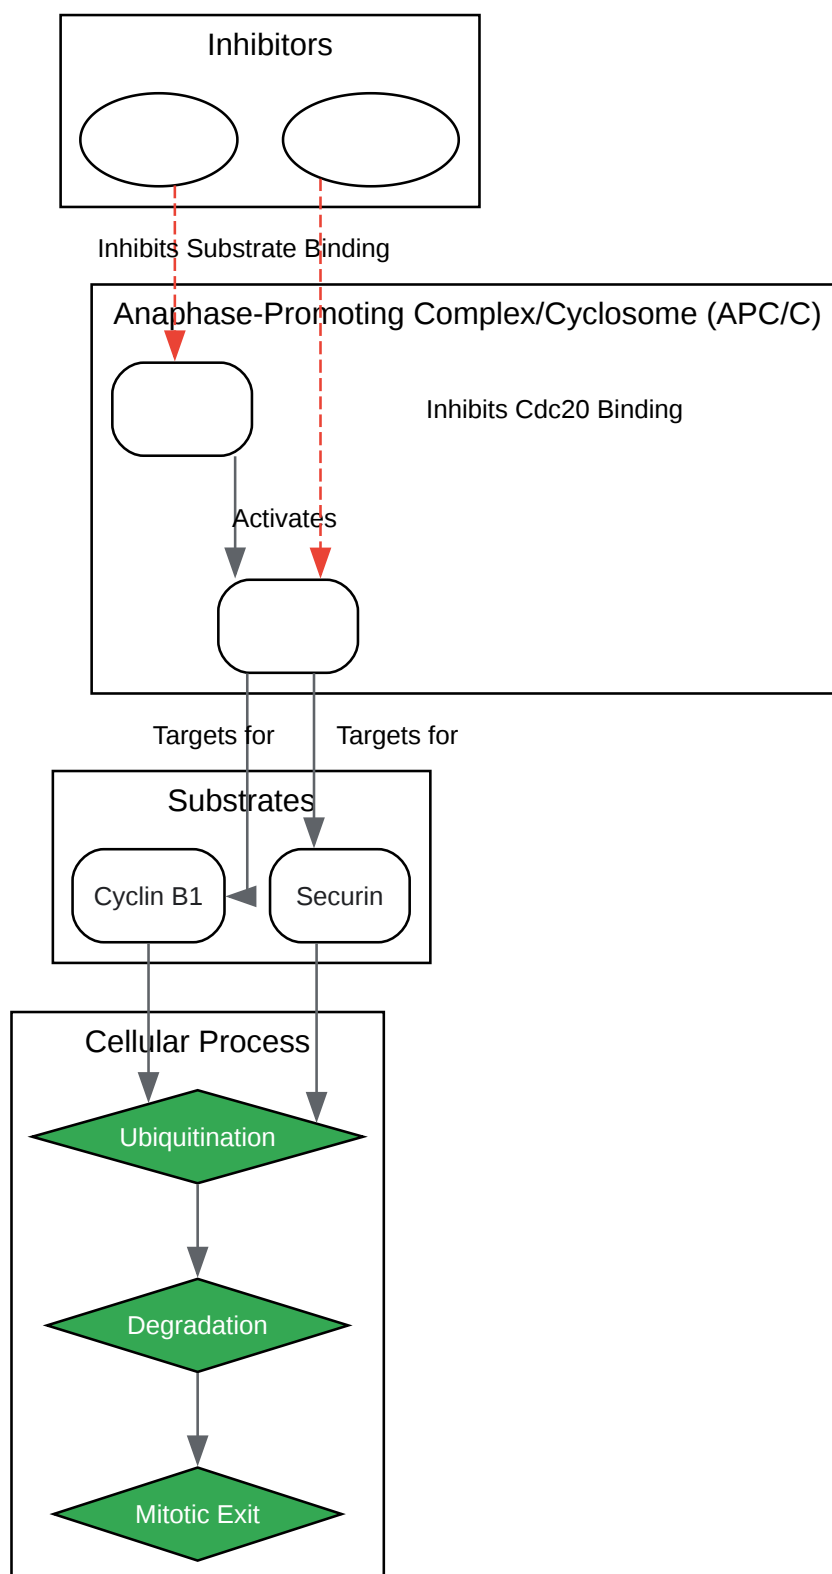 Inhibitors
Inhibits Substrate Binding
Anaphase-Promoting Complex/Cyclosome (APC/C)
Inhibits Cdc20 Binding
Activates
Targets for
Targets for
Substrates
Cyclin B1
Securin
Cellular Process
Ubiquitination
Degradation
Mitotic Exit